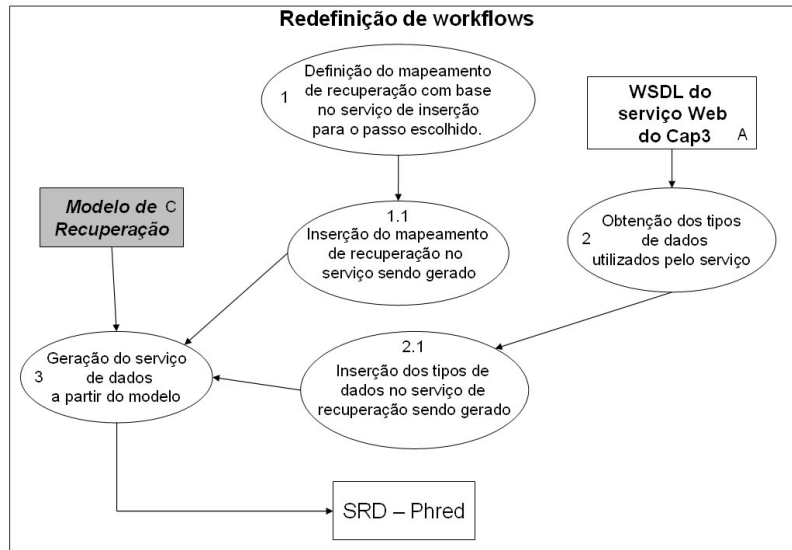 Redefinição de workflows
1
Definição do mapeamento
de recuperação com base
no serviço de inserção
para o passo escolhido.
WSDL do
serviço Web
do Cap3
A
Modelo de
Recuperação
C
1.1
Inserção do mapeamento
de recuperação no
serviço sendo gerado
2
Obtenção dos tipos
de dados
utilizados pelo serviço
3
Geração do serviço
de dados
a partir do modelo
2.1
Inserção dos tipos de
dados no serviço de
recuperação sendo gerado
SRD – Phred